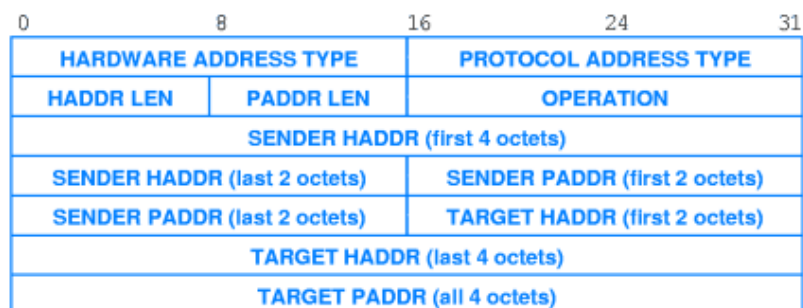 0 8 16 24 31
HARDWARE ADDRESS TYPE PROTOCOL ADDRESS TYPE
HADDR LEN PADDR LEN OPERATION
SENDER HADDR (first 4 octets)
SENDER HADDR (last 2 octets) SENDER PADDR (first 2 octets)
SENDER PADDR (last 2 octets) TARGET HADDR (first 2 octets)
TARGET HADDR (last 4 octets)
TARGET PADDR (all 4 octets)